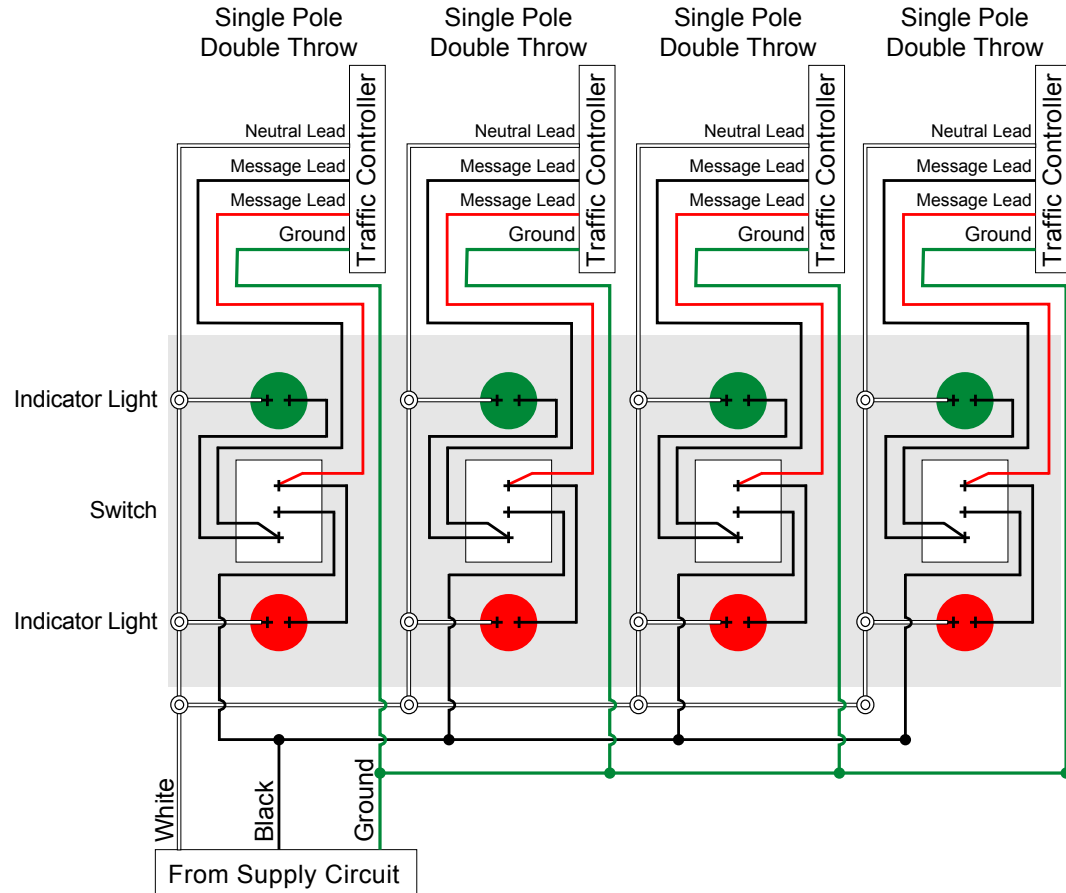 Single Pole
Double Throw
Single Pole
Double Throw
Single Pole
Double Throw
Single Pole
Double Throw
Neutral Lead
Message Lead
Message Lead
Ground
Traffic Controller
Neutral Lead
Message Lead
Message Lead
Ground
Traffic Controller
Neutral Lead
Message Lead
Message Lead
Ground
Traffic Controller
Neutral Lead
Message Lead
Message Lead
Ground
Traffic Controller
Indicator Light
Switch
Indicator Light
White
Black
Ground
From Supply Circuit